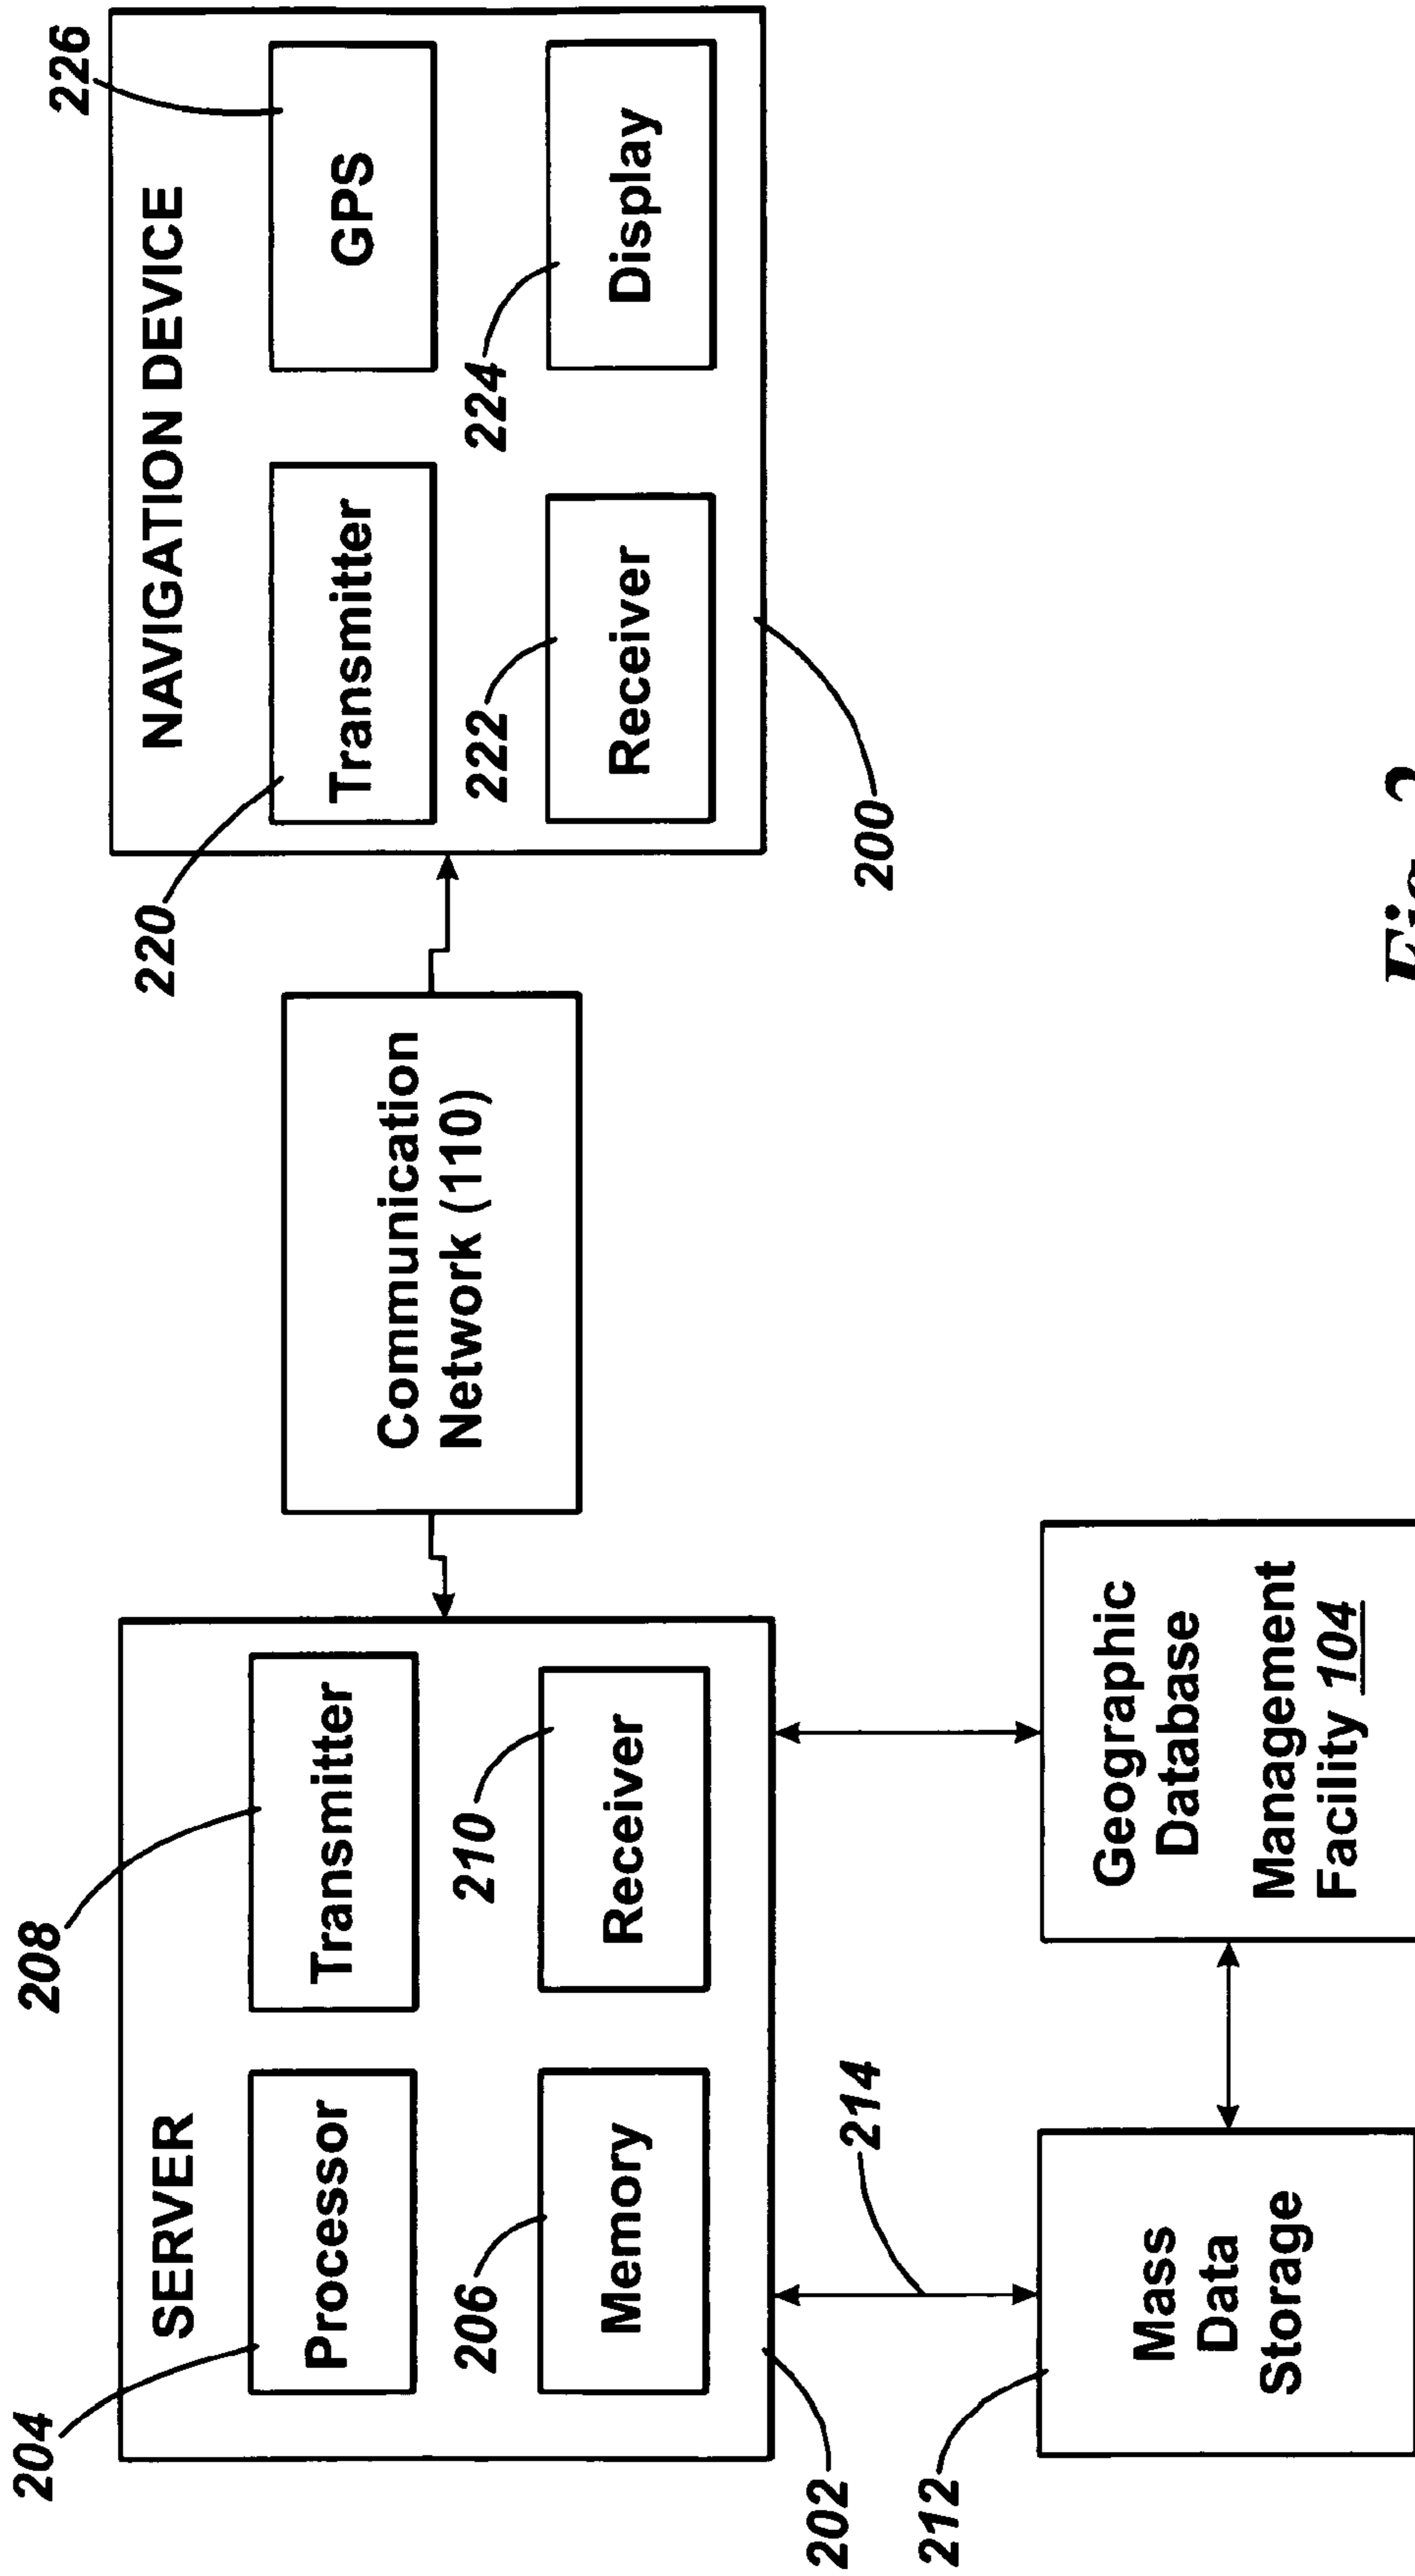 204
SERVER
Processor
208
Transmitter
206
Memory
210
Receiver
202
214
212
Mass
Data
Storage
Geographic
Database
Management
Facility 104
Communication
Network (110)
220
NAVIGATION DEVICE
226
Transmitter
GPS
222
Receiver
224
Display
200